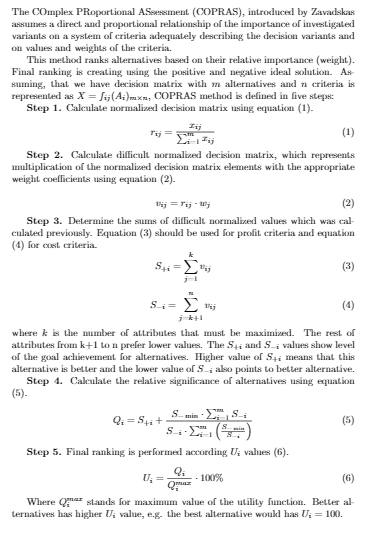 The COmplex PRoportional ASsessment (COPRAS), introduced by Zavadskas
assumes a direct and proportional relationship of the importance of investigated
variants on a system of criteria adequately describing the decision variants and
on values and weights of the criteria.
This method ranks alternatives based on their relative importance (weight).
Final ranking is creating using the positive and negative ideal solution. As-
suming, that we have decision matrix with m alternatives and n criteria is
represented as X = f_{ij}(A_i)_{m×n}, COPRAS method is defined in five steps:
Step 1. Calculate normalized decision matrix using equation (1).
r_{ij} = \frac{x_{ij}}{\sum_{i=1}^{m} x_{ij}} (1)
Step 2. Calculate difficult normalized decision matrix, which represents
multiplication of the normalized decision matrix elements with the appropriate
weight coefficients using equation (2).
v_{ij} = r_{ij} · w_j (2)
Step 3. Determine the sums of difficult normalized values which was cal-
culated previously. Equation (3) should be used for profit criteria and equation
(4) for cost criteria.
S_{+i} = \sum_{j=1}^{k} v_{ij} (3)
S_{-i} = \sum_{j=k+1}^{n} v_{ij} (4)
where k is the number of attributes that must be maximized. The rest of
attributes from k+1 to n prefer lower values. The S_{+i} and S_{-i} values show level
of the goal achievement for alternatives. Higher value of S_{+i} means that this
alternative is better and the lower value of S_{-i} also points to better alternative.
Step 4. Calculate the relative significance of alternatives using equation
(5).
Q_i = S_{+i} + \frac{S_{-min} · \sum_{i=1}^{m} S_{-i}}{S_{-i} · \sum_{i=1}^{m} \left(\frac{S_{-min}}{S_{-i}}\right)} (5)
Step 5. Final ranking is performed according U_i values (6).
U_i = \frac{Q_i}{Q_i^{max}} · 100% (6)
Where Q_i^{max} stands for maximum value of the utility function. Better al-
ternatives has higher U_i value, e.g. the best alternative would has U_i = 100.